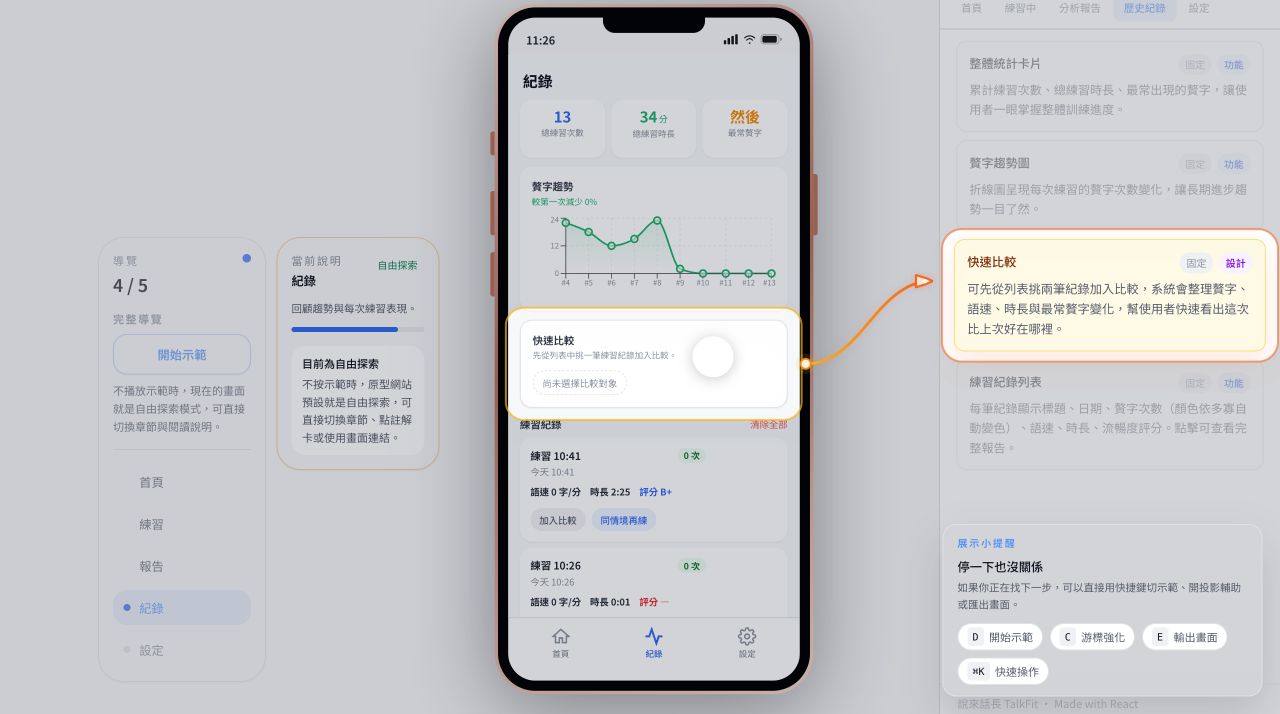 導覽
4 / 5
完整導覽
開始示範
不播放示範時，現在的畫面
就是自由探索模式，可直接
切換章節與閱讀說明。
首頁
練習
報告
紀錄
設定
當前說明
自由探索
紀錄
回顧趨勢與每次練習表現。
目前為自由探索
不按示範時，原型網站
預設就是自由探索，可
直接切換章節、點註解
卡或使用畫面連結。
11:26
紀錄
13
總練習次數
34 分
總練習時長
然後
最常贅字
贅字趨勢
較第一次減少 0%
24
12
0
#4 #5 #6 #7 #8 #9 #10 #11 #12 #13
快速比較
先從列表中挑一筆練習紀錄加入比較。
尚未選擇比較對象
練習紀錄
清除全部
練習 10:41
0 次
今天 10:41
語速 0 字/分 時長 2:25 評分 B+
加入比較
同情境再練
練習 10:26
0 次
今天 10:26
語速 0 字/分 時長 0:01 評分 —
首頁
紀錄
設定
首頁 練習中 分析報告 歷史紀錄 設定
整體統計卡片
固定
功能
累計練習次數、總練習時長、最常出現的贅字，讓使
用者一眼掌握整體訓練進度。
贅字趨勢圖
固定
功能
折線圖呈現每次練習的贅字次數變化，讓長期進步趨
勢一目了然。
快速比較
固定
設計
可先從列表挑兩筆紀錄加入比較，系統會整理贅字、
語速、時長與最常贅字變化，幫使用者快速看出這次
比上次好在哪裡。
練習紀錄列表
固定
功能
每筆紀錄顯示標題、日期、贅字次數（顏色依多寡自
動變色）、語速、時長、流暢度評分。點擊可查看完
整報告。
展示小提醒
停一下也沒關係
如果你正在找下一步，可以直接用快捷鍵切示範、開投影輔助
或匯出畫面。
D 開始示範
C 游標強化
E 輸出畫面
⌘K 快速操作
說來話長 TalkFit · Made with React